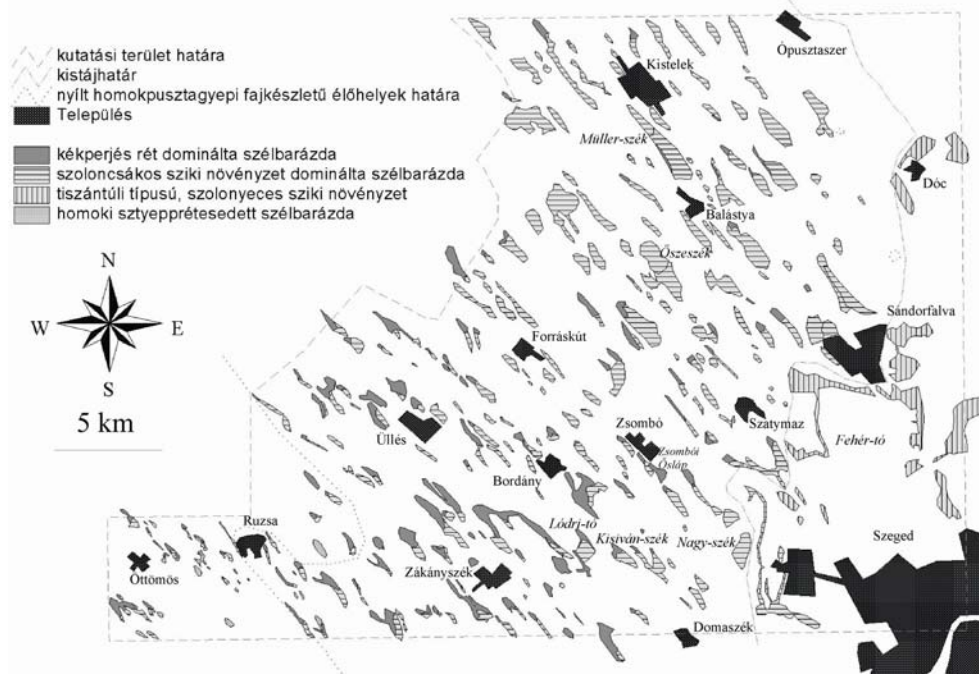 kutatási terület határa
kistájhatár
nyílt homokpusztagyepi fajkészletű élőhelyek határa
Település
kékperjés rét dominálta szélbarázda
szoloncsákos sziki növényzet dominálta szélbarázda
tiszántúli típusú, szolonyeces sziki növényzet
homoki sztyepprétesedett szélbarázda
N
W
E
S
5 km
Ópusztaszer
Kistelek
Müller-szék
Dóc
Balástya
Őszeszék
Sándorfalva
Forráskút
Üllés
Zsombó
Szatymaz
Fehér-tó
Zsombói
Ősláp
Bordány
Lódri-tó
Kisiván-szék
Nagy-szék
Szeged
Ruzsa
Öttömös
Zákányszék
Domaszék